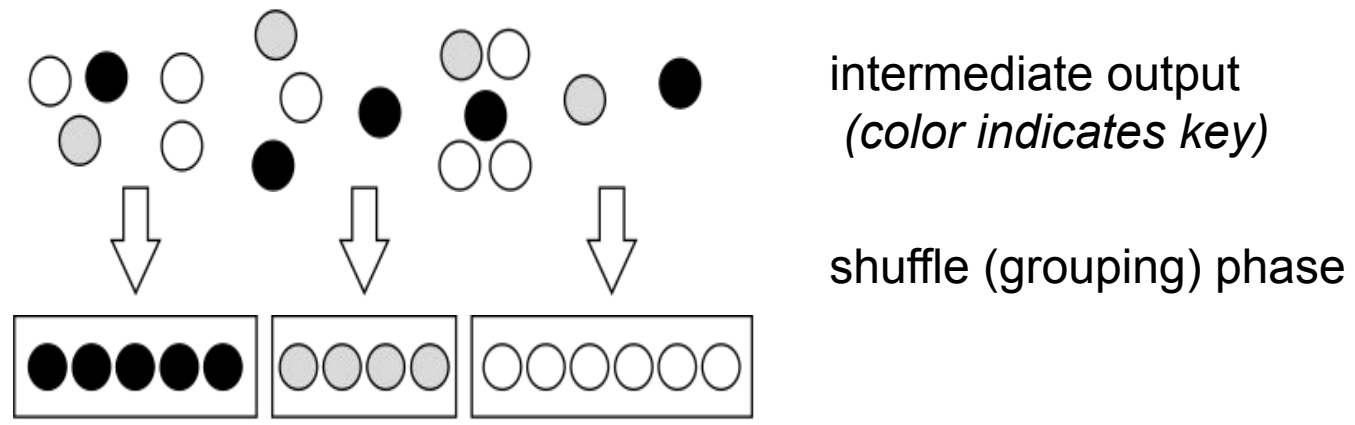 intermediate output
(color indicates key)
shuffle (grouping) phase